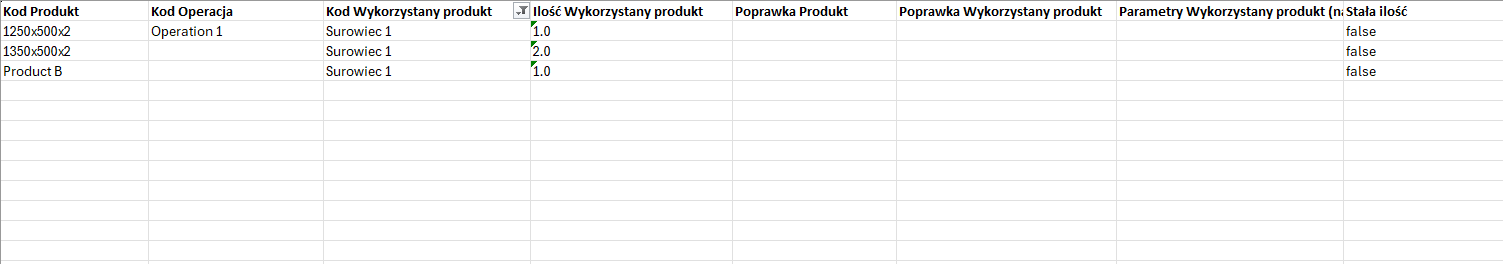 Kod Produkt Kod Operacja Kod Wykorzystany produkt Ilość Wykorzystany produkt Poprawka Produkt Poprawka Wykorzystany produkt Parametry Wykorzystany produkt (na Stała ilość
1250x500x2 Operation 1 Surowiec 1 1.0 false
1350x500x2 Surowiec 1 2.0 false
Product B Surowiec 1 1.0 false